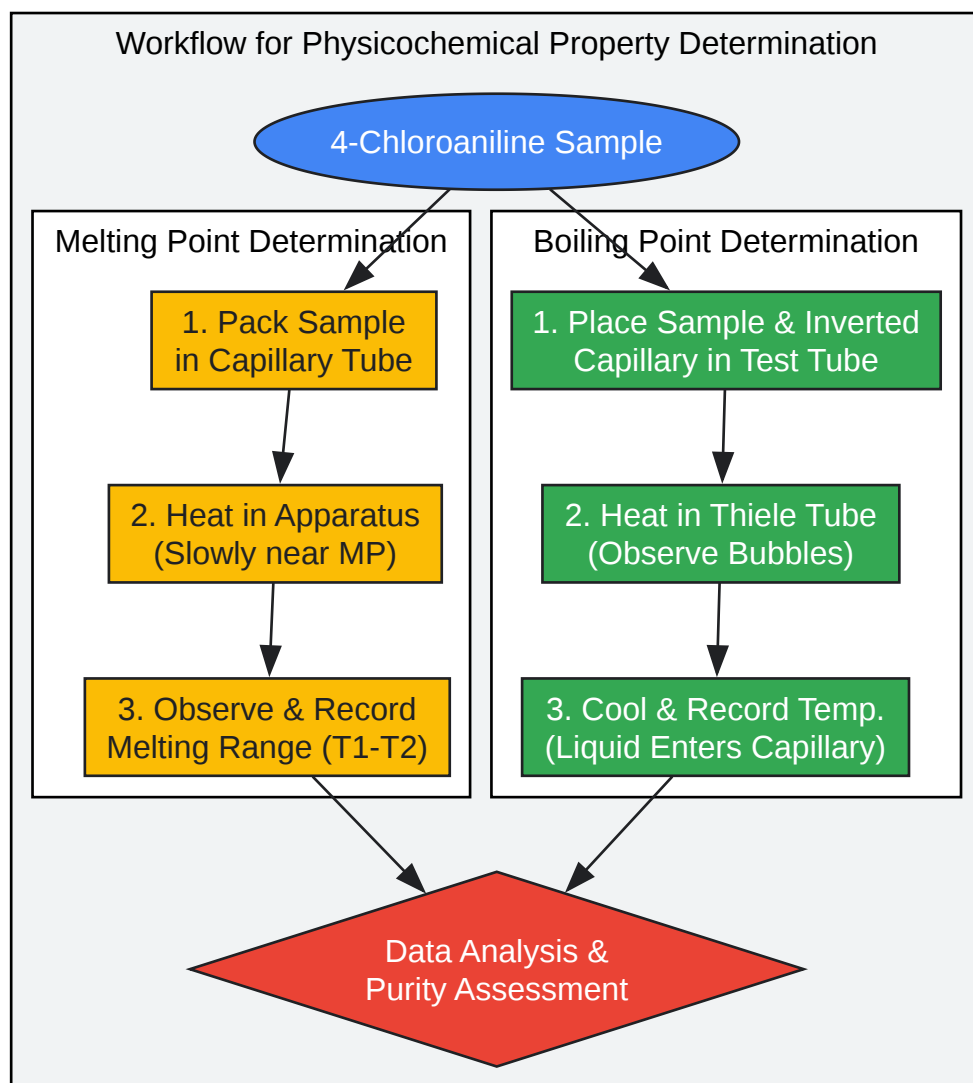 Workflow for Physicochemical Property Determination
4-Chloroaniline Sample
Melting Point Determination
1. Pack Sample
in Capillary Tube
2. Heat in Apparatus
(Slowly near MP)
3. Observe & Record
Melting Range (T1-T2)
Boiling Point Determination
1. Place Sample & Inverted
Capillary in Test Tube
2. Heat in Thiele Tube
(Observe Bubbles)
3. Cool & Record Temp.
(Liquid Enters Capillary)
Data Analysis &
Purity Assessment